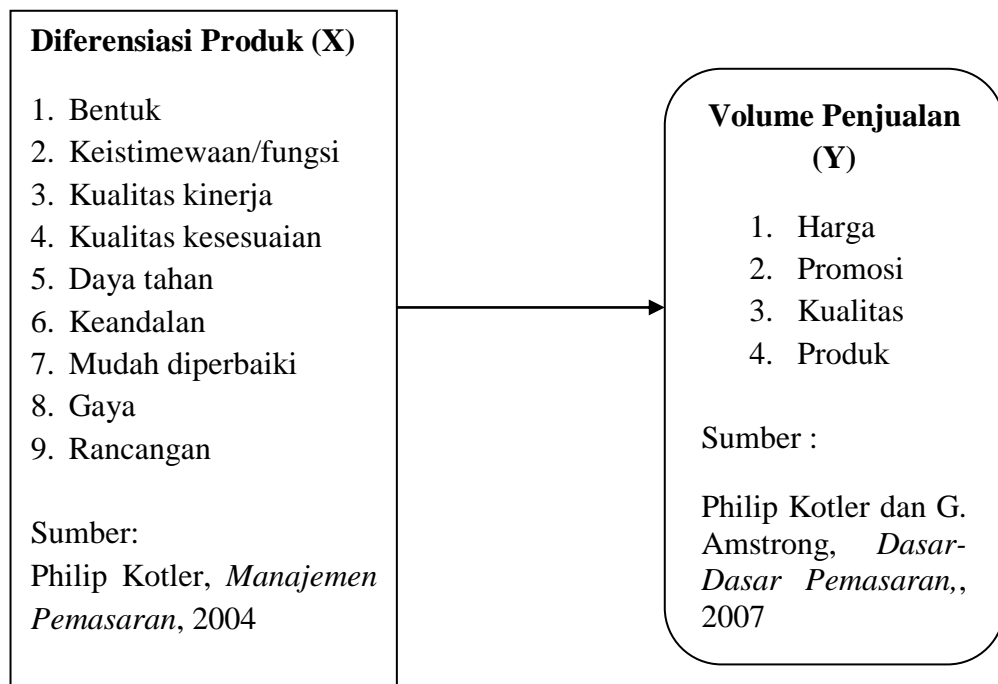 Diferensiasi Produk (X)
1. Bentuk
2. Keistimewaan/fungsi
3. Kualitas kinerja
4. Kualitas kesesuaian
5. Daya tahan
6. Keandalan
7. Mudah diperbaiki
8. Gaya
9. Rancangan
Sumber:
Philip Kotler, Manajemen
Pemasaran, 2004
Volume Penjualan
(Y)
1. Harga
2. Promosi
3. Kualitas
4. Produk
Sumber :
Philip Kotler dan G.
Amstrong, Dasar-
Dasar Pemasaran,,
2007